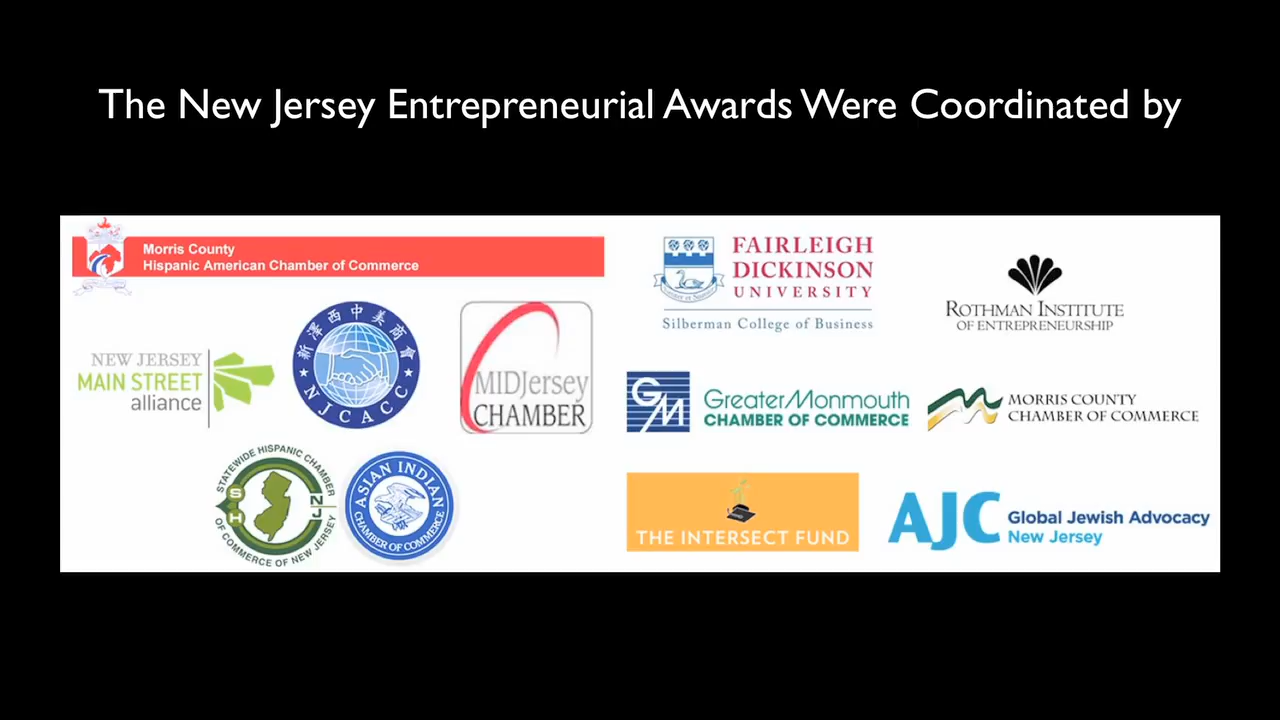 The New Jersey Entrepreneurial Awards Were Coordinated by
Morris County
Hispanic American Chamber of Commerce
FAIRLEIGH
DICKINSON
UNIVERSITY
Silberman College of Business
ROTHMAN INSTITUTE
OF ENTREPRENEURSHIP
NEW JERSEY
MAIN STREET
alliance
新澤西中美商會
NJCACC
MIDJersey
CHAMBER
GM
GreaterMonmouth
CHAMBER OF COMMERCE
MORRIS COUNTY
CHAMBER OF COMMERCE
STATEWIDE HISPANIC CHAMBER
OF COMMERCE OF NEW JERSEY
S
H
N
J
ASIAN INDIAN
CHAMBER OF COMMERCE
THE INTERSECT FUND
AJC
Global Jewish Advocacy
New Jersey